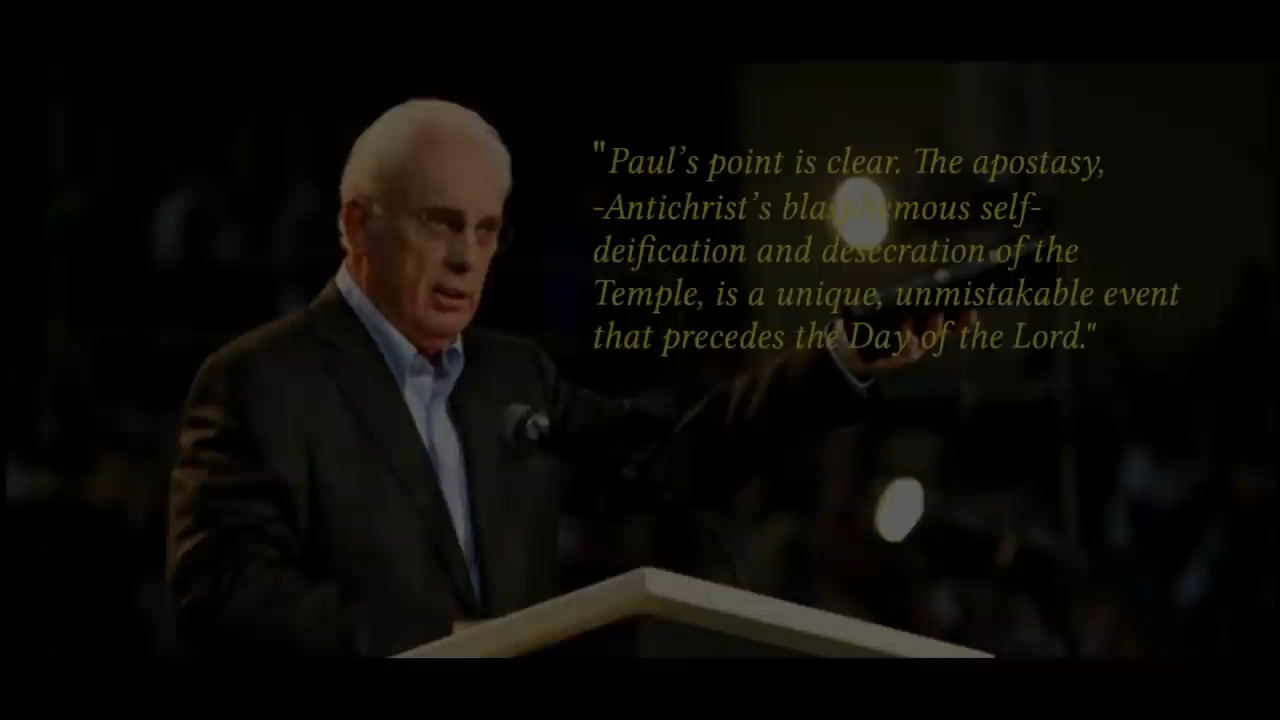 "Paul’s point is clear. The apostasy,
-Antichrist’s blasphemous self-
deification and desecration of the
Temple, is a unique, unmistakable event
that precedes the Day of the Lord."